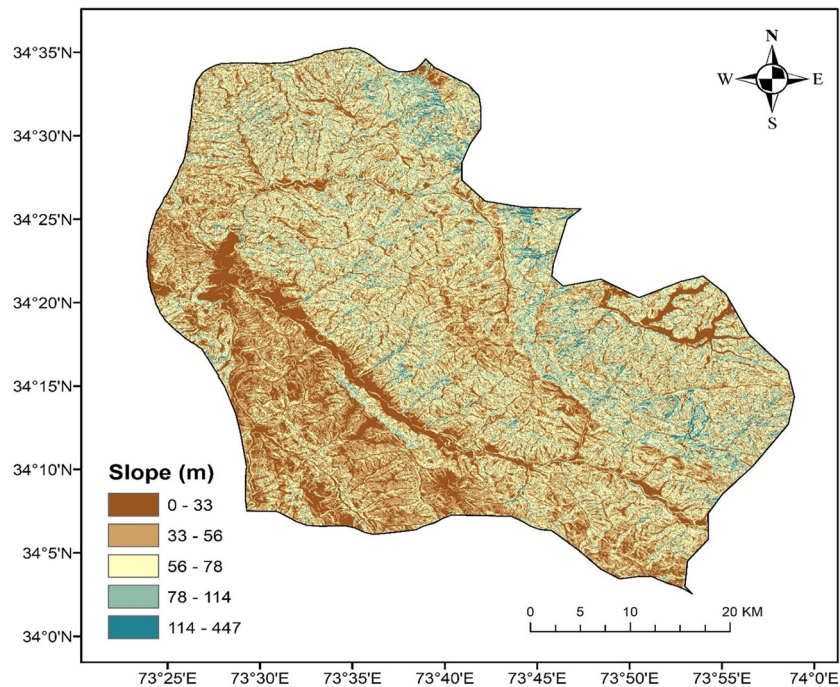 34°35'N
34°30'N
34°25'N
34°20'N
34°15'N
34°10'N
34°5'N
34°0'N
N
W E
S
Slope (m)
0 - 33
33 - 56
56 - 78
78 - 114
114 - 447
0 5 10 20 KM
73°25'E 73°30'E 73°35'E 73°40'E 73°45'E 73°50'E 73°55'E 74°0'E